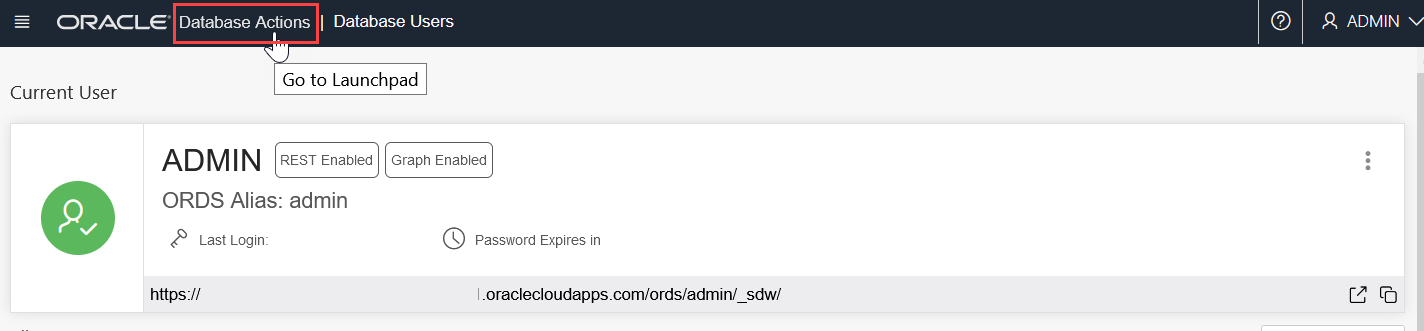 ORACLE Database Actions | Database Users
ADMIN
Go to Launchpad
Current User
ADMIN REST Enabled Graph Enabled
ORDS Alias: admin
Last Login: Password Expires in
https:// .oraclecloudapps.com/ords/admin/_sdw/